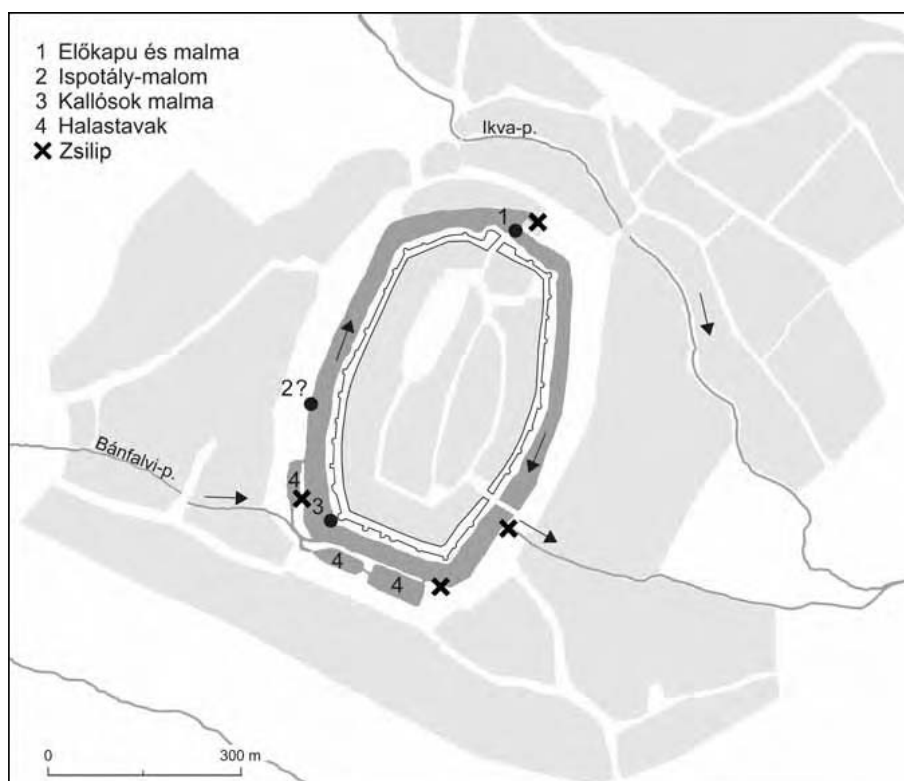 1 Előkapu és malma
2 Ispotály-malom
3 Kallósok malma
4 Halastavak
Zsilip
Ikva-p.
1
2?
Bánfalvi-p.
4
3
4
4
0 300 m